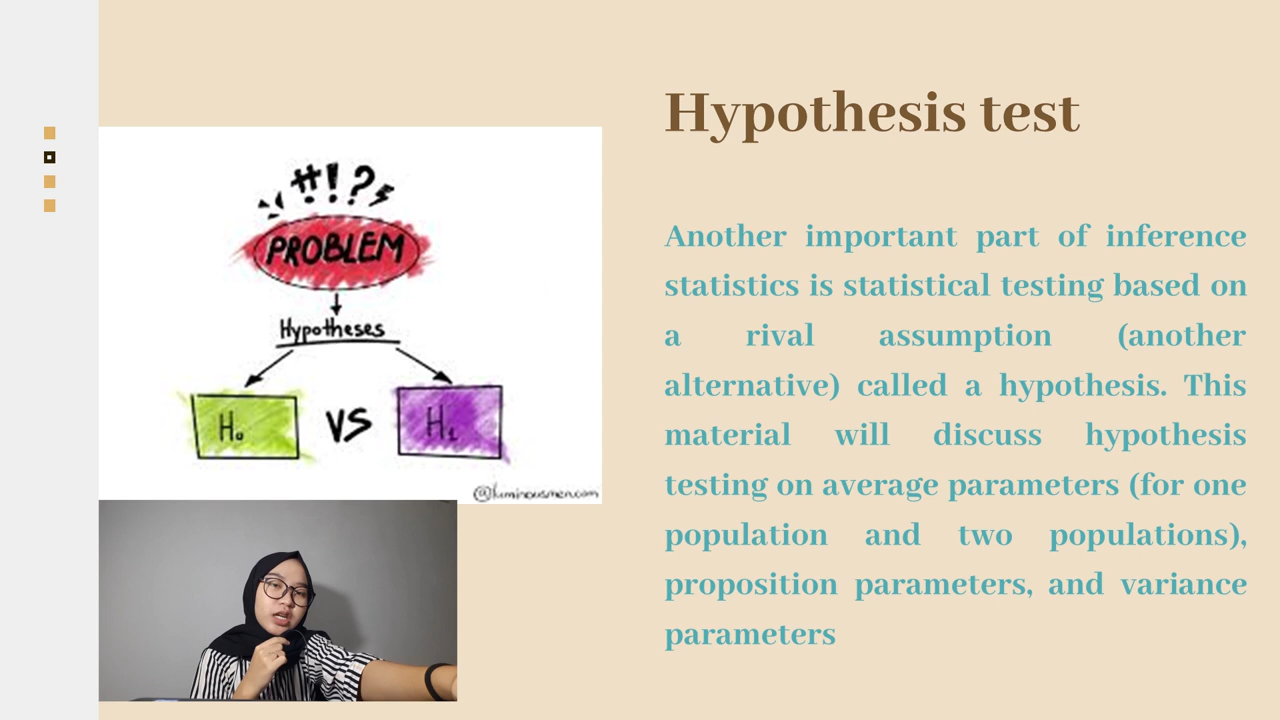 #!?
PROBLEM
Hypotheses
H₀ VS H₁
@luminousmen.com
Hypothesis test
Another important part of inference
statistics is statistical testing based on
a rival assumption (another
alternative) called a hypothesis. This
material will discuss hypothesis
testing on average parameters (for one
population and two populations),
proposition parameters, and variance
parameters